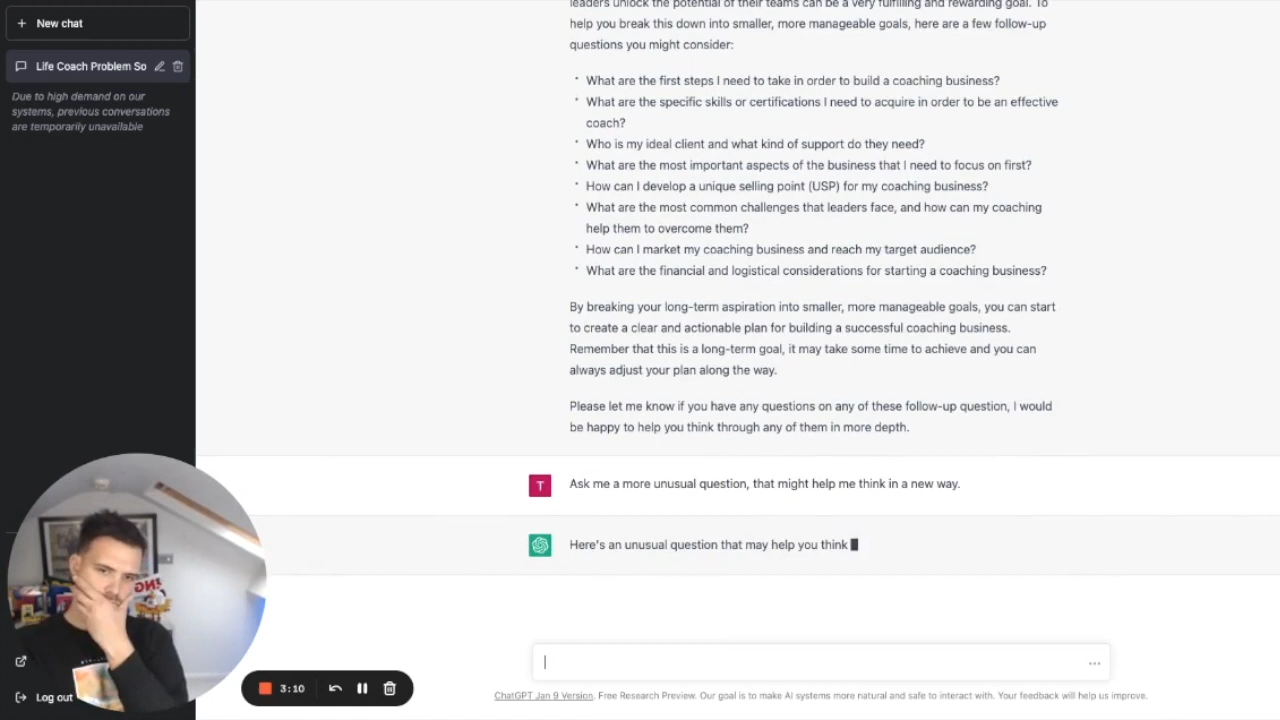 New chat
Life Coach Problem So
Due to high demand on our
systems, previous conversations
are temporarily unavailable
leaders unlock the potential of their teams can be a very fulfilling and rewarding goal. To
help you break this down into smaller, more manageable goals, here are a few follow-up
questions you might consider:
• What are the first steps I need to take in order to build a coaching business?
• What are the specific skills or certifications I need to acquire in order to be an effective
coach?
• Who is my ideal client and what kind of support do they need?
• What are the most important aspects of the business that I need to focus on first?
• How can I develop a unique selling point (USP) for my coaching business?
• What are the most common challenges that leaders face, and how can my coaching
help them to overcome them?
• How can I market my coaching business and reach my target audience?
• What are the financial and logistical considerations for starting a coaching business?
By breaking your long-term aspiration into smaller, more manageable goals, you can start
to create a clear and actionable plan for building a successful coaching business.
Remember that this is a long-term goal, it may take some time to achieve and you can
always adjust your plan along the way.
Please let me know if you have any questions on any of these follow-up question, I would
be happy to help you think through any of them in more depth.
T
Ask me a more unusual question, that might help me think in a new way.
Here's an unusual question that may help you think
Log out
3:10
ChatGPT Jan 9 Version. Free Research Preview. Our goal is to make AI systems more natural and safe to interact with. Your feedback will help us improve.